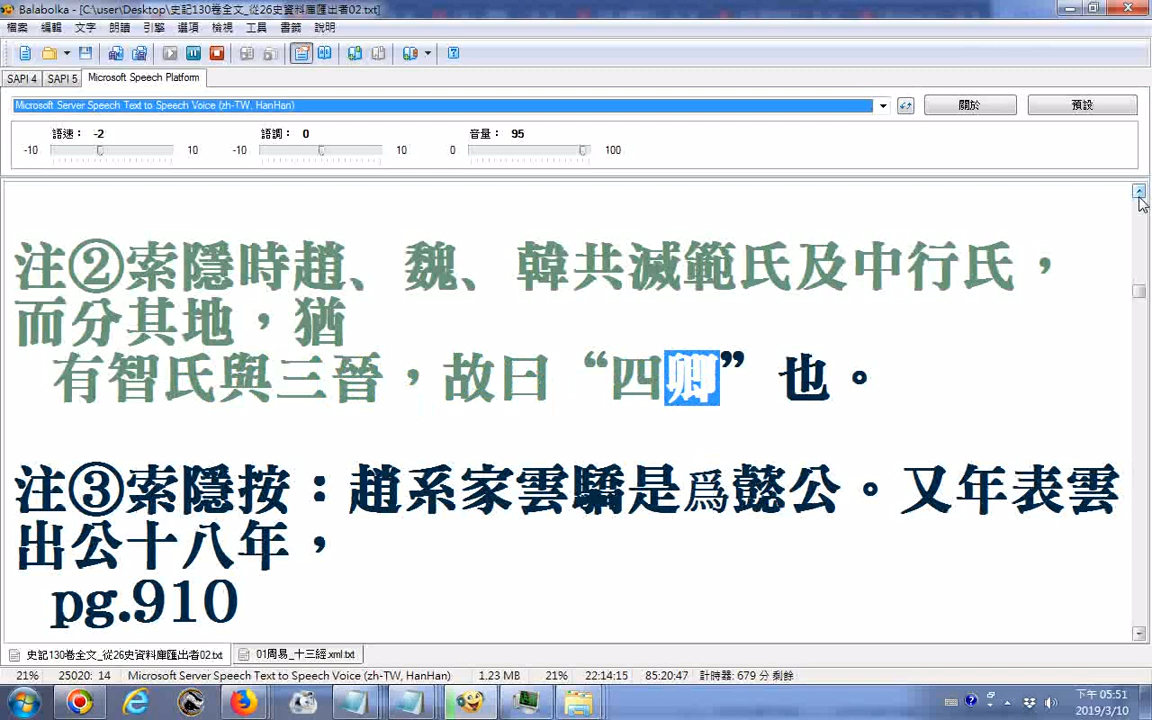 Balabolka - [C:\user\Desktop\史記130卷全文_從26史資料庫匯出者02.txt]
檔案 編輯 文字 朗讀 引擎 選項 檢視 工具 書籤 說明
SAPI 4 SAPI 5 Microsoft Speech Platform
Microsoft Server Speech Text to Speech Voice (zh-TW, HanHan)
關於 預設
語速： -2 語調： 0 音量： 95
-10 10 -10 10 0 100
注②索隱時趙、魏、韓共滅範氏及中行氏，
而分其地，猶
有智氏與三晉，故曰“四卿”也。
注③索隱按：趙系家雲驕是爲懿公。又年表雲
出公十八年，
pg.910
史記130卷全文_從26史資料庫匯出者02.txt 01周易_十三經.xml.txt
21% 25020: 14 Microsoft Server Speech Text to Speech Voice (zh-TW, HanHan) 1.23 MB 21% 22:14:15 85:20:47 計時器: 679 分 剩餘
下午 05:51
2019/3/10